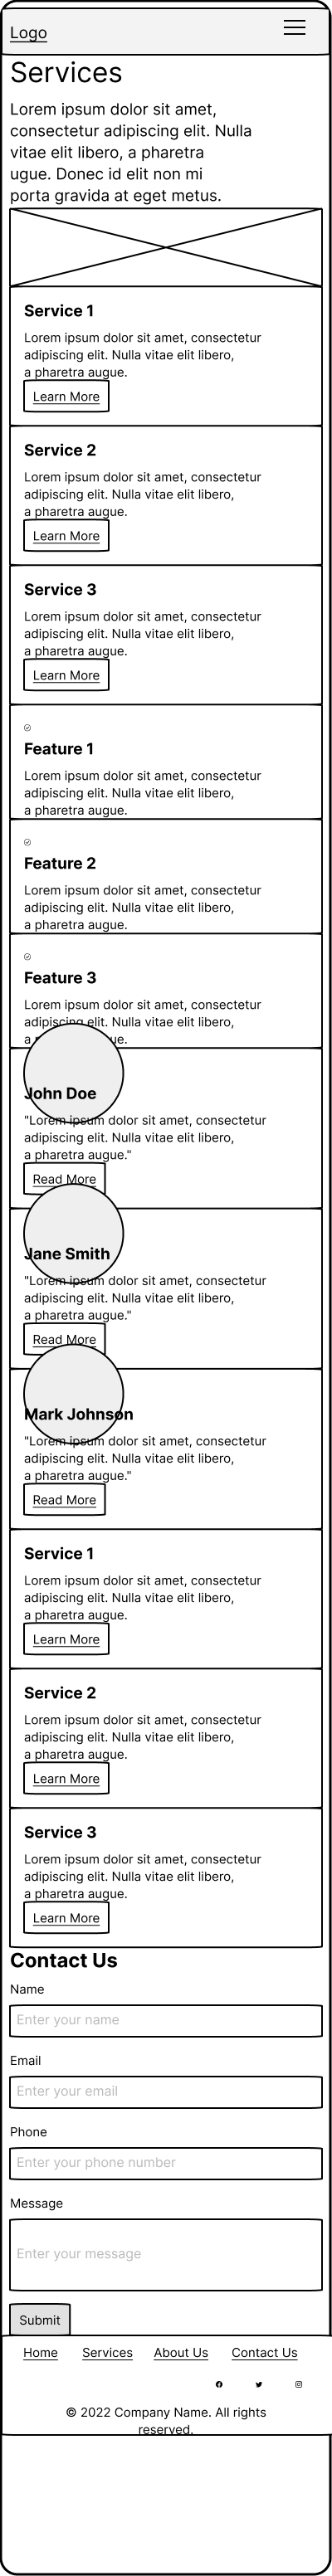 Logo
Services
Lorem ipsum dolor sit amet,
consectetur adipiscing elit. Nulla
vitae elit libero, a pharetra
ugue. Donec id elit non mi
porta gravida at eget metus.
Service 1
Lorem ipsum dolor sit amet, consectetur
adipiscing elit. Nulla vitae elit libero,
a pharetra augue.
Learn More
Service 2
Lorem ipsum dolor sit amet, consectetur
adipiscing elit. Nulla vitae elit libero,
a pharetra augue.
Learn More
Service 3
Lorem ipsum dolor sit amet, consectetur
adipiscing elit. Nulla vitae elit libero,
a pharetra augue.
Learn More
Feature 1
Lorem ipsum dolor sit amet, consectetur
adipiscing elit. Nulla vitae elit libero,
a pharetra augue.
Feature 2
Lorem ipsum dolor sit amet, consectetur
adipiscing elit. Nulla vitae elit libero,
a pharetra augue.
Feature 3
Lorem ipsum dolor sit amet, consectetur
adipiscing elit. Nulla vitae elit libero,
a
John Doe
"Lorem ipsum dolor sit amet, consectetur
adipiscing elit. Nulla vitae elit libero,
a pharetra augue."
Read More
Jane Smith
"Lorem ipsum dolor sit amet, consectetur
adipiscing elit. Nulla vitae elit libero,
a pharetra augue."
Read More
Mark Johnson
"Lorem ipsum dolor sit amet, consectetur
adipiscing elit. Nulla vitae elit libero,
a pharetra augue."
Read More
Service 1
Lorem ipsum dolor sit amet, consectetur
adipiscing elit. Nulla vitae elit libero,
a pharetra augue.
Learn More
Service 2
Lorem ipsum dolor sit amet, consectetur
adipiscing elit. Nulla vitae elit libero,
a pharetra augue.
Learn More
Service 3
Lorem ipsum dolor sit amet, consectetur
adipiscing elit. Nulla vitae elit libero,
a pharetra augue.
Learn More
Contact Us
Name
Enter your name
Email
Enter your email
Phone
Enter your phone number
Message
Enter your message
Submit
Home Services About Us Contact Us
© 2022 Company Name. All rights
reserved.